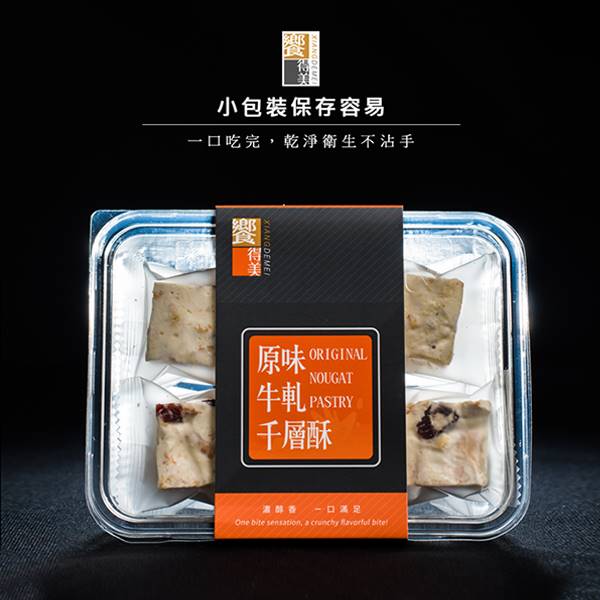 饗
得美
XIANGDEMEI
小包裝保存容易
一口吃完，乾淨衛生不沾手
饗
得美
XIANGDEMEI
原味 ORIGINAL
牛軋 NOUGAT
千層酥 PASTRY
濃醇香 一口滿足
One bite sensation, a crunchy flavorful bite!